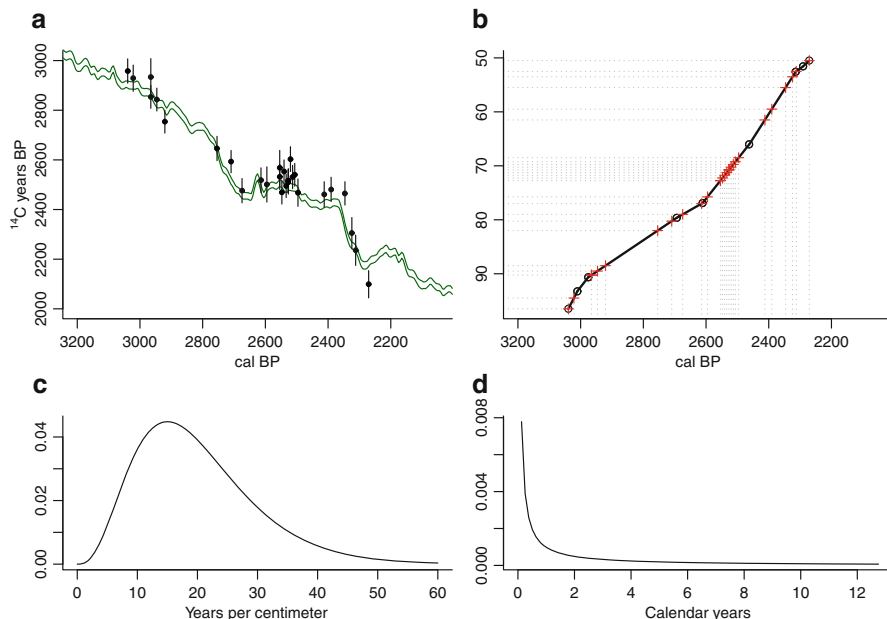 a
3000
2800
2600
2400
2200
2000
¹⁴C years BP
3200 3000 2800 2600 2400 2200
cal BP
b
50
60
70
80
90
3200 3000 2800 2600 2400 2200
cal BP
c
0.04
0.02
0.00
0 10 20 30 40 50 60
Years per centimeter
d
0.008
0.004
0.000
0 2 4 6 8 10 12
Calendar years